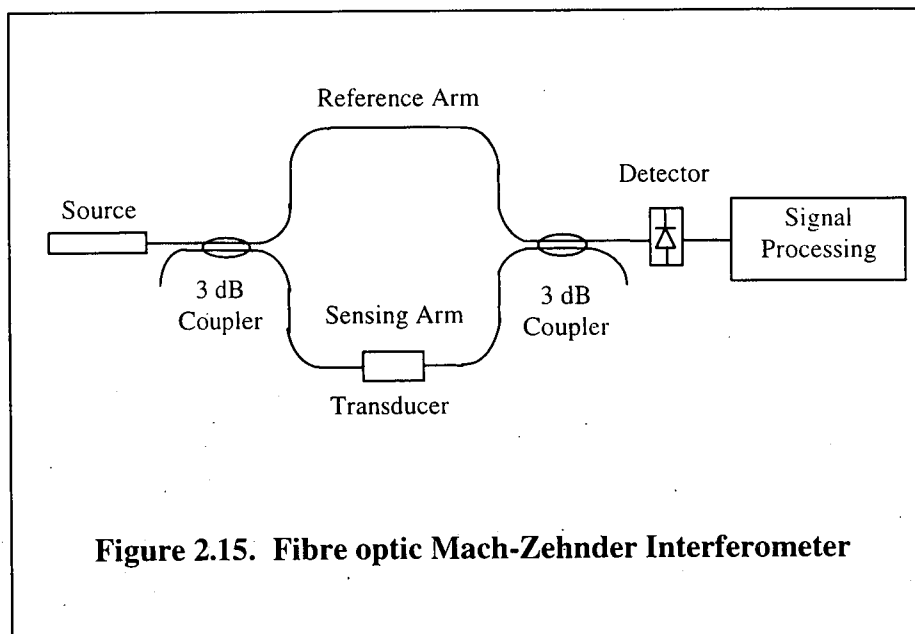 Reference Arm
Detector
Source
Signal
Processing
3 dB
Coupler
Sensing Arm
3 dB
Coupler
Transducer
Figure 2.15. Fibre optic Mach-Zehnder Interferometer